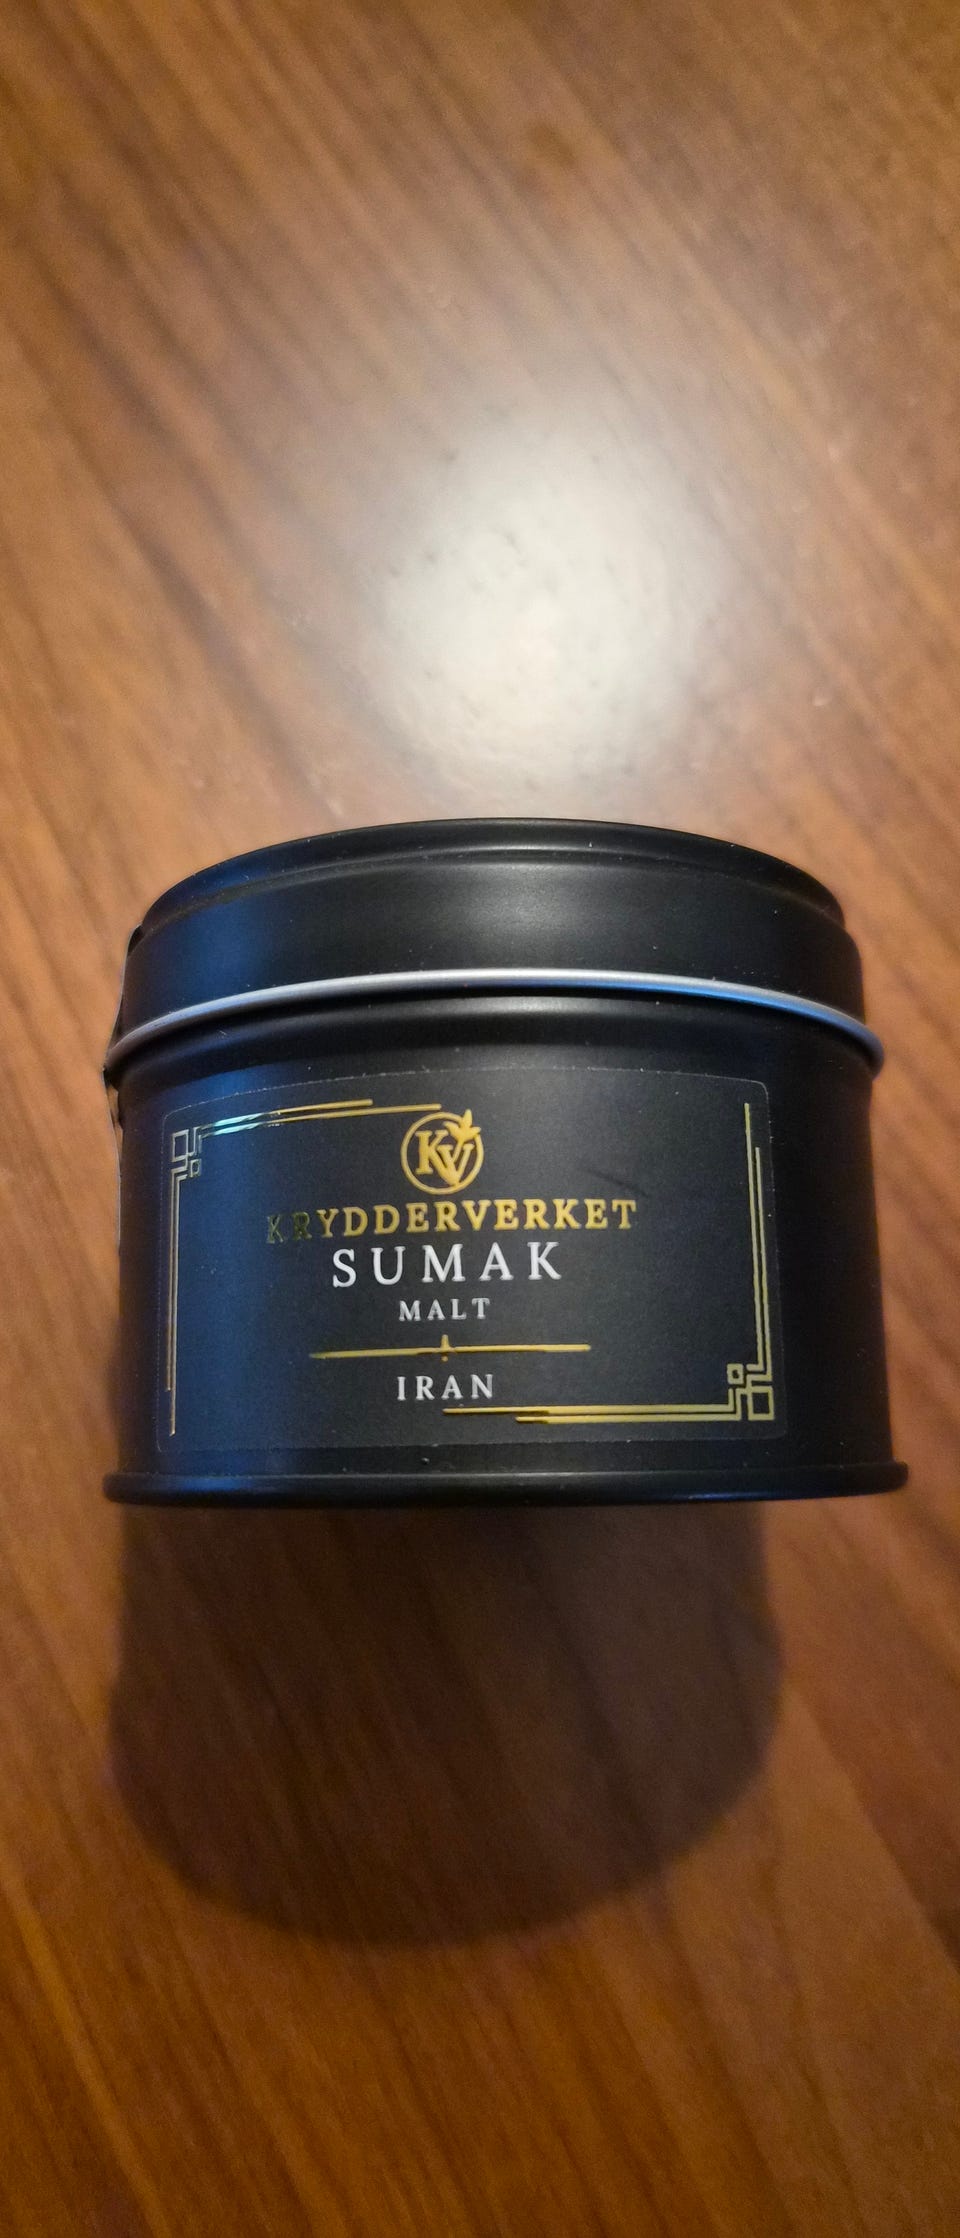 KV
KRYDDERVERKET
SUMAK
MALT
IRAN